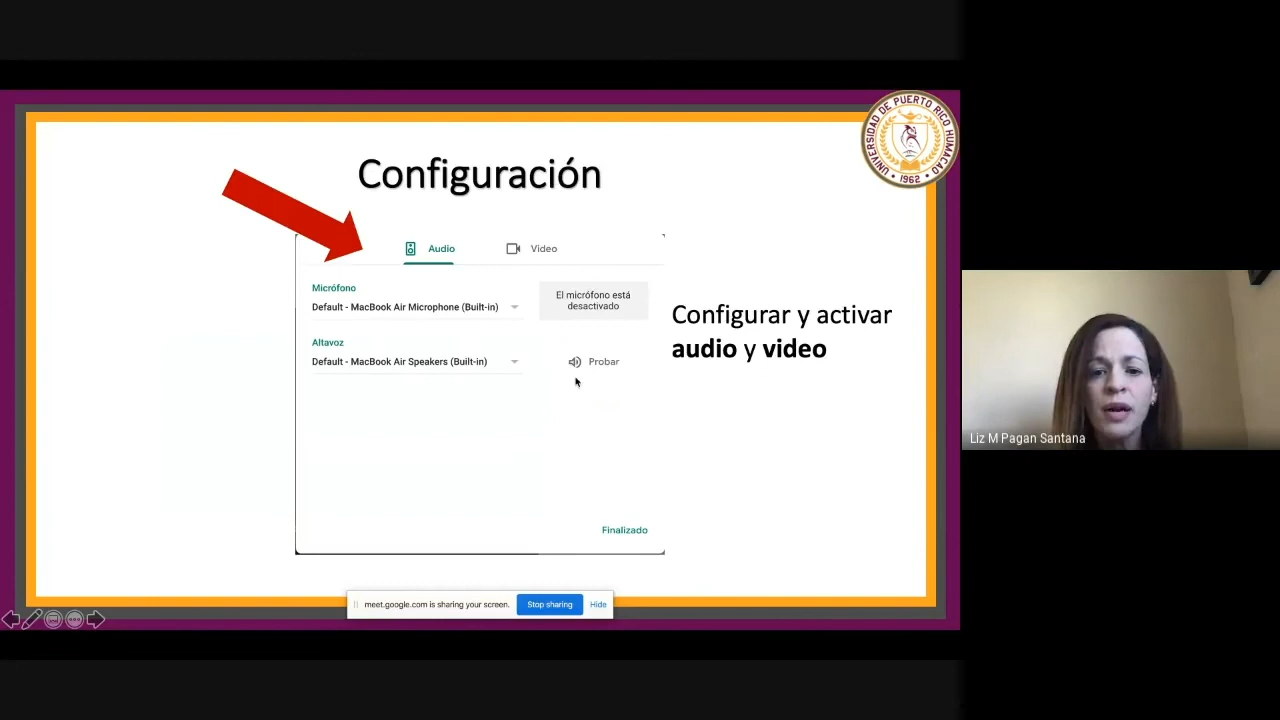 UNIVERSIDAD DE PUERTO RICO HUMACAO
• 1962 •
Configuración
Audio
Video
Micrófono
Default - MacBook Air Microphone (Built-in)
El micrófono está
desactivado
Altavoz
Default - MacBook Air Speakers (Built-in)
Probar
Configurar y activar
audio y video
Finalizado
meet.google.com is sharing your screen.
Stop sharing
Hide
Liz M Pagan Santana